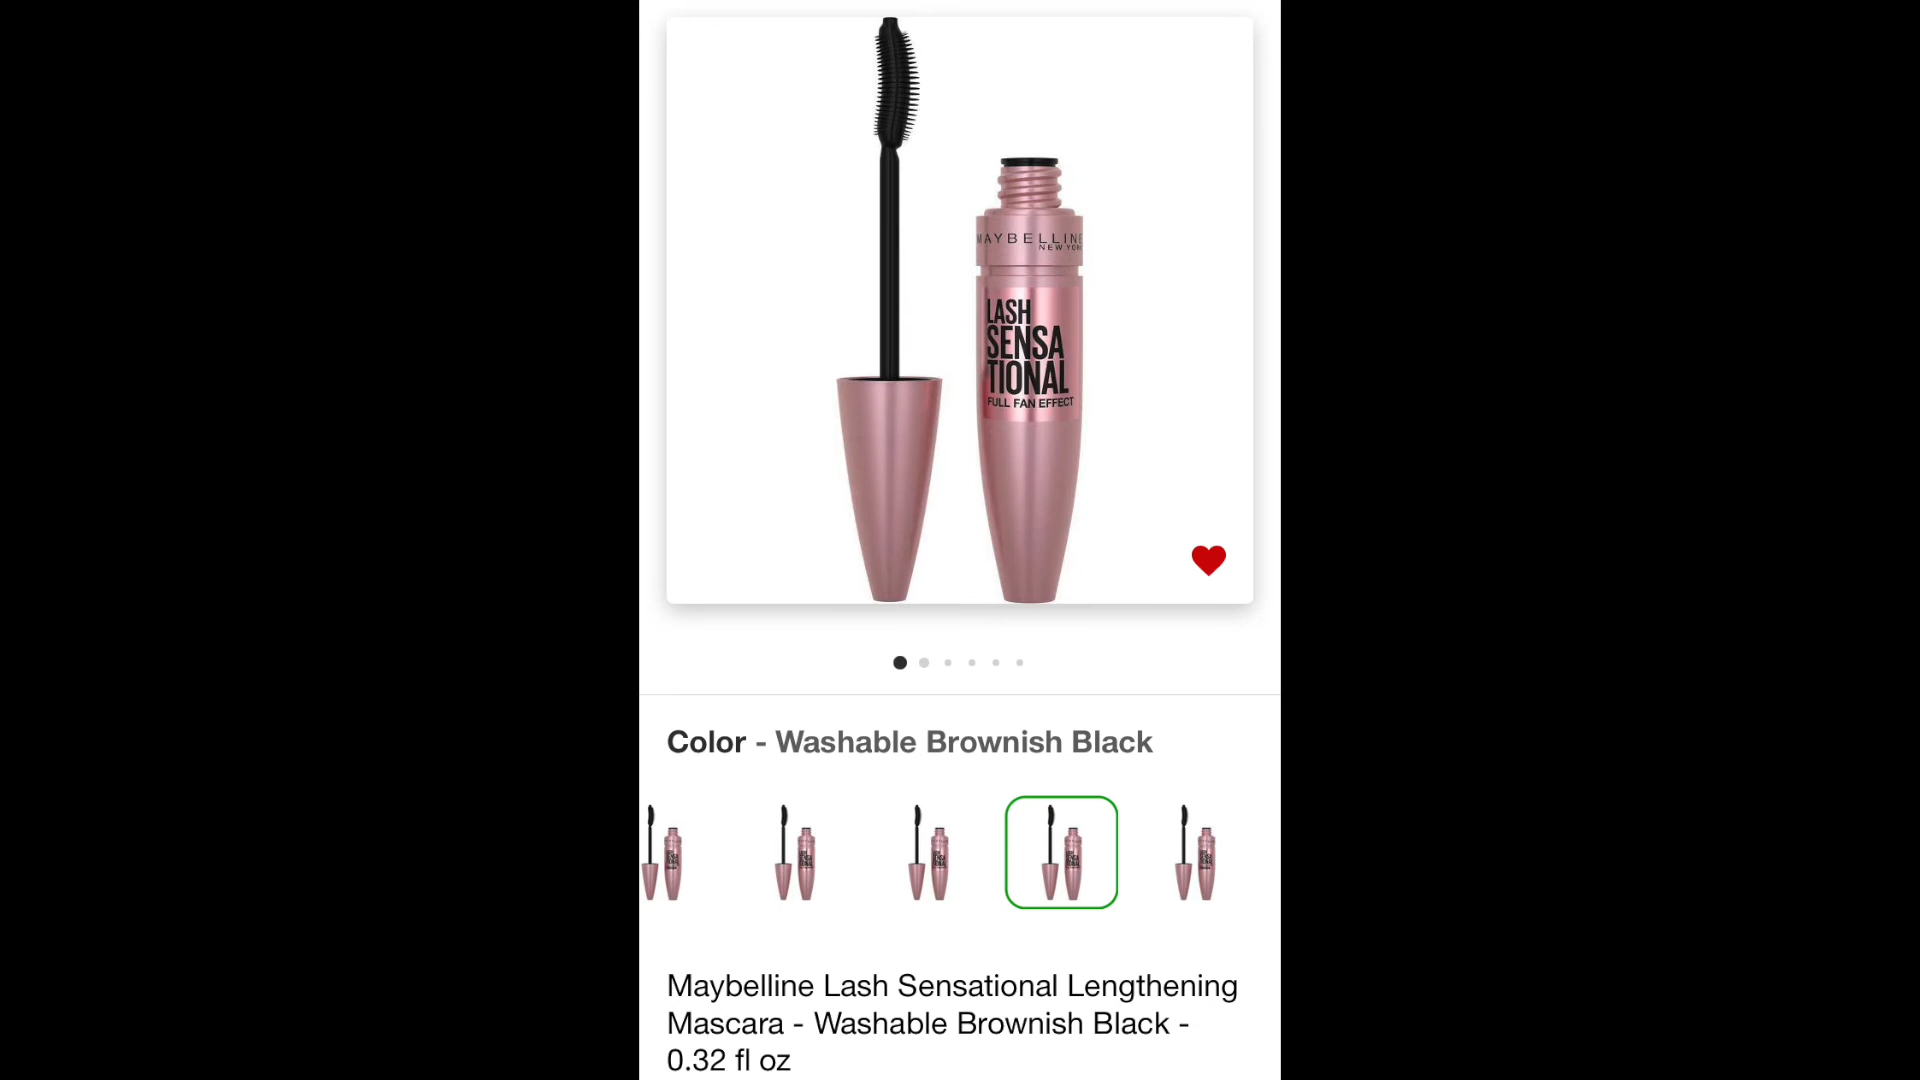 MAYBELLINE
NEW YORK
LASH
SENSA
TIONAL
FULL FAN EFFECT
Color - Washable Brownish Black
Maybelline Lash Sensational Lengthening
Mascara - Washable Brownish Black -
0.32 fl oz